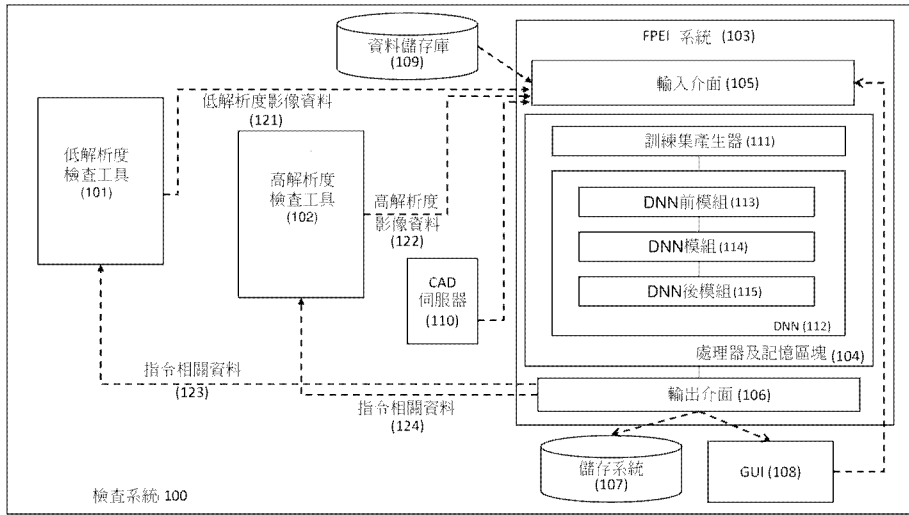 FPEI 系統 (103)
資料儲存庫
(109)
輸入介面 (105)
低解析度影像資料
(121)
訓練集產生器 (111)
低解析度
檢查工具
(101)
高解析度
檢查工具
(102)
高解析度
影像資料
(122)
DNN前模組(113)
DNN模組(114)
DNN後模組(115)
CAD
伺服器
(110)
DNN (112)
處理器及記憶區塊 (104)
指令相關資料
(123)
指令相關資料
(124)
輸出介面 (106)
儲存系統
(107)
GUI (108)
檢查系統 100